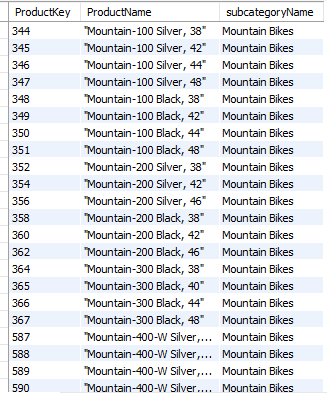 ProductKey ProductName subcategoryName
344 "Mountain-100 Silver, 38" Mountain Bikes
345 "Mountain-100 Silver, 42" Mountain Bikes
346 "Mountain-100 Silver, 44" Mountain Bikes
347 "Mountain-100 Silver, 48" Mountain Bikes
348 "Mountain-100 Black, 38" Mountain Bikes
349 "Mountain-100 Black, 42" Mountain Bikes
350 "Mountain-100 Black, 44" Mountain Bikes
351 "Mountain-100 Black, 48" Mountain Bikes
352 "Mountain-200 Silver, 38" Mountain Bikes
354 "Mountain-200 Silver, 42" Mountain Bikes
356 "Mountain-200 Silver, 46" Mountain Bikes
358 "Mountain-200 Black, 38" Mountain Bikes
360 "Mountain-200 Black, 42" Mountain Bikes
362 "Mountain-200 Black, 46" Mountain Bikes
364 "Mountain-300 Black, 38" Mountain Bikes
365 "Mountain-300 Black, 40" Mountain Bikes
366 "Mountain-300 Black, 44" Mountain Bikes
367 "Mountain-300 Black, 48" Mountain Bikes
587 "Mountain-400-W Silver,... Mountain Bikes
588 "Mountain-400-W Silver,... Mountain Bikes
589 "Mountain-400-W Silver,... Mountain Bikes
590 "Mountain-400-W Silver,... Mountain Bikes